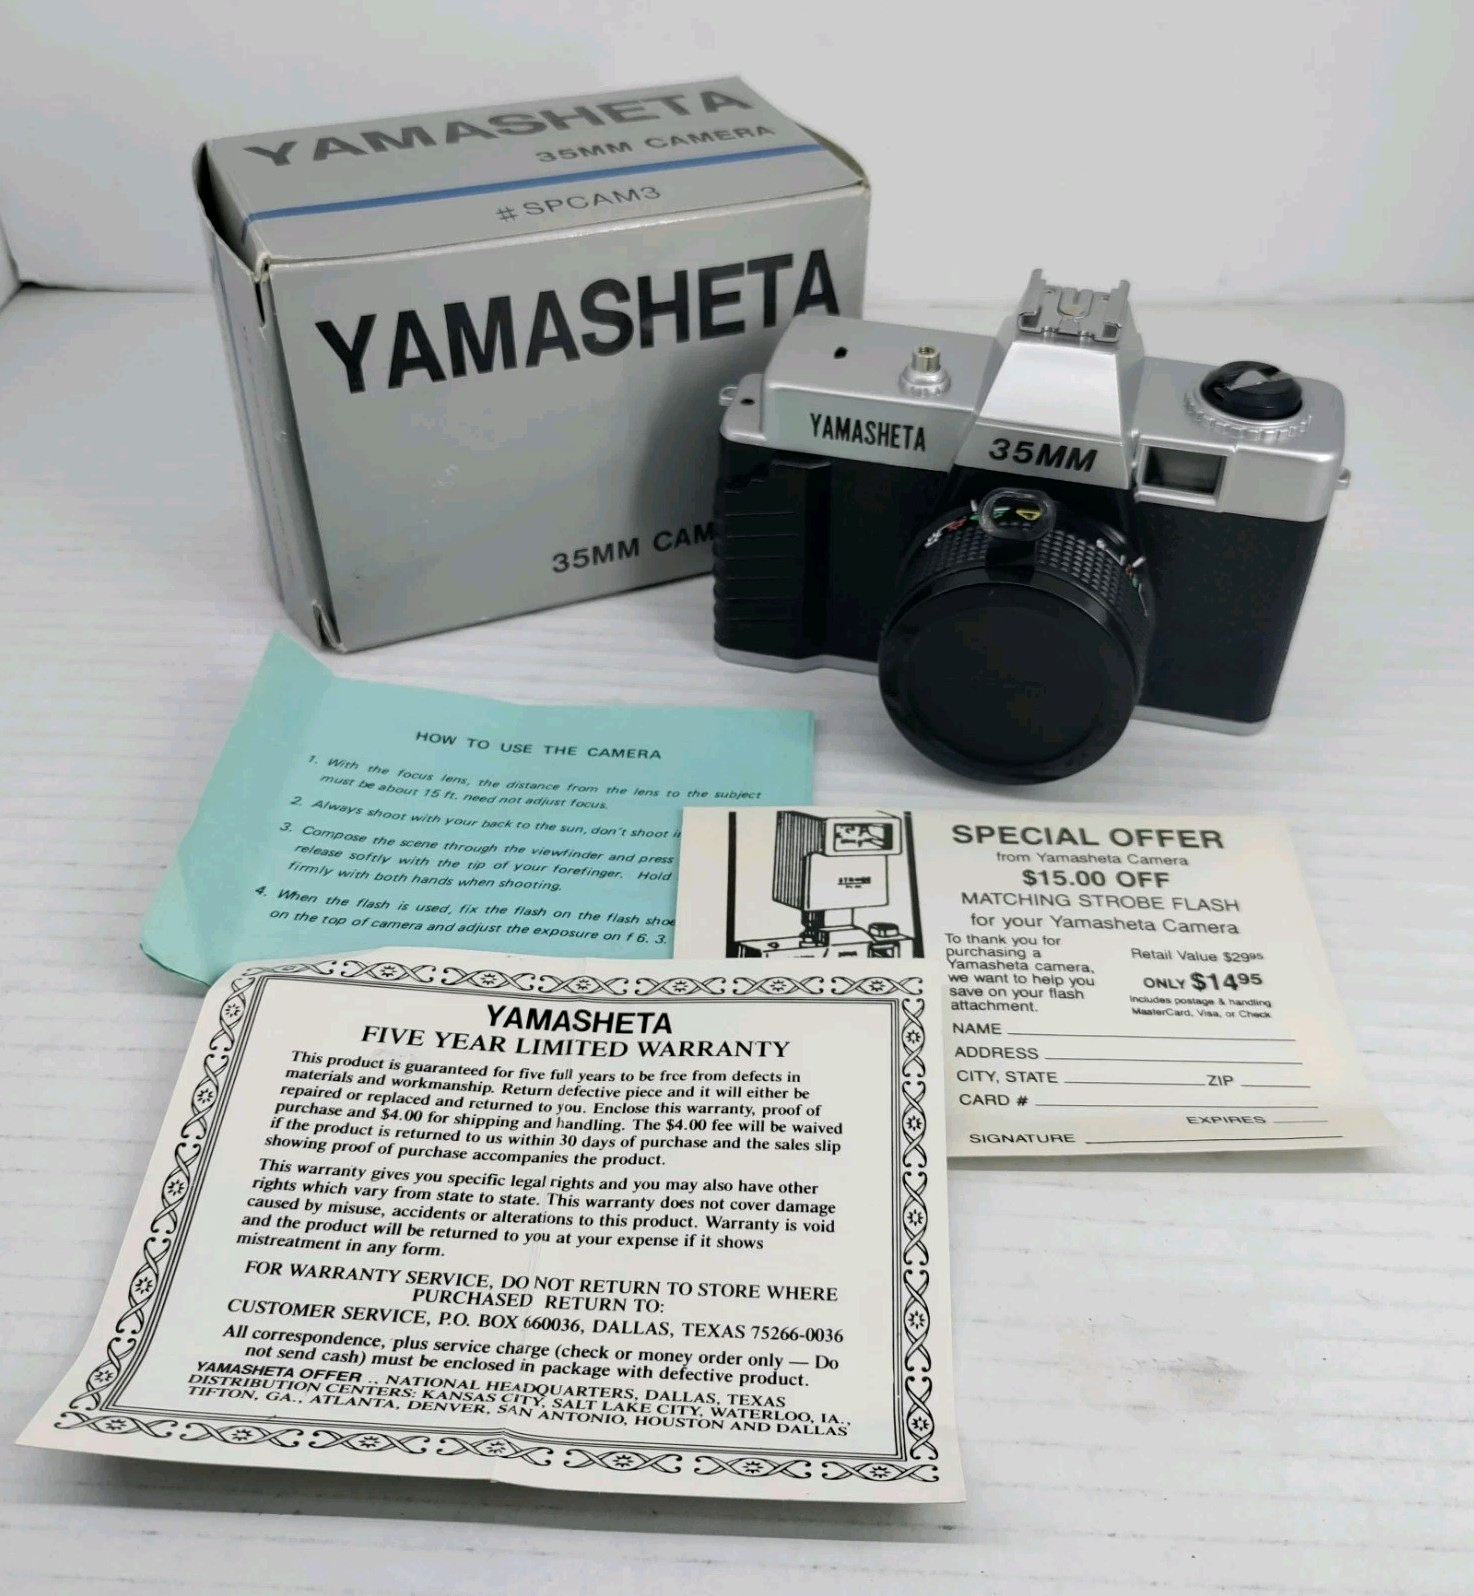 YAMASHETA
35MM CAMERA
#SPCAM3
YAMASHETA
35MM CAM
YAMASHETA
35MM
HOW TO USE THE CAMERA
1. With the focus lens, the distance from the lens to the subject
must be about 15 ft. need not adjust focus.
2. Always shoot with your back to the sun, don't shoot
3. Compose the scene through the viewfinder and press
release softly with the tip of your forefinger. Hold
firmly with both hands when shooting.
4. When the flash is used, fix the flash on the flash shoe
on the top of camera and adjust the exposure on f 6. 3.
STROBE
SPECIAL OFFER
from Yamasheta Camera
$15.00 OFF
MATCHING STROBE FLASH
for your Yamasheta Camera
To thank you for
purchasing a
Yamasheta camera,
we want to help you
save on your flash
attachment.
Retail Value $2995
ONLY $1495
Includes postage & handling
MasterCard, Visa, or Check
NAME
ADDRESS
CITY, STATE ZIP
CARD #
EXPIRES
SIGNATURE
YAMASHETA
FIVE YEAR LIMITED WARRANTY
This product is guaranteed for five full years to be free from defects in
materials and workmanship. Return defective piece and it will either be
repaired or replaced and returned to you. Enclose this warranty, proof of
purchase and $4.00 for shipping and handling. The $4.00 fee will be waived
if the product is returned to us within 30 days of purchase and the sales slip
showing proof of purchase accompanies the product.
This warranty gives you specific legal rights and you may also have other
rights which vary from state to state. This warranty does not cover damage
caused by misuse, accidents or alterations to this product. Warranty is void
and the product will be returned to you at your expense if it shows
mistreatment in any form.
FOR WARRANTY SERVICE, DO NOT RETURN TO STORE WHERE
PURCHASED RETURN TO:
CUSTOMER SERVICE, P.O. BOX 660036, DALLAS, TEXAS 75266-0036
All correspondence, plus service charge (check or money order only — Do
not send cash) must be enclosed in package with defective product.
YAMASHETA OFFER .. NATIONAL HEADQUARTERS, DALLAS, TEXAS
DISTRIBUTION CENTERS: KANSAS CITY, SALT LAKE CITY, WATERLOO, IA.,
TIFTON, GA., ATLANTA, DENVER, SAN ANTONIO, HOUSTON AND DALLAS